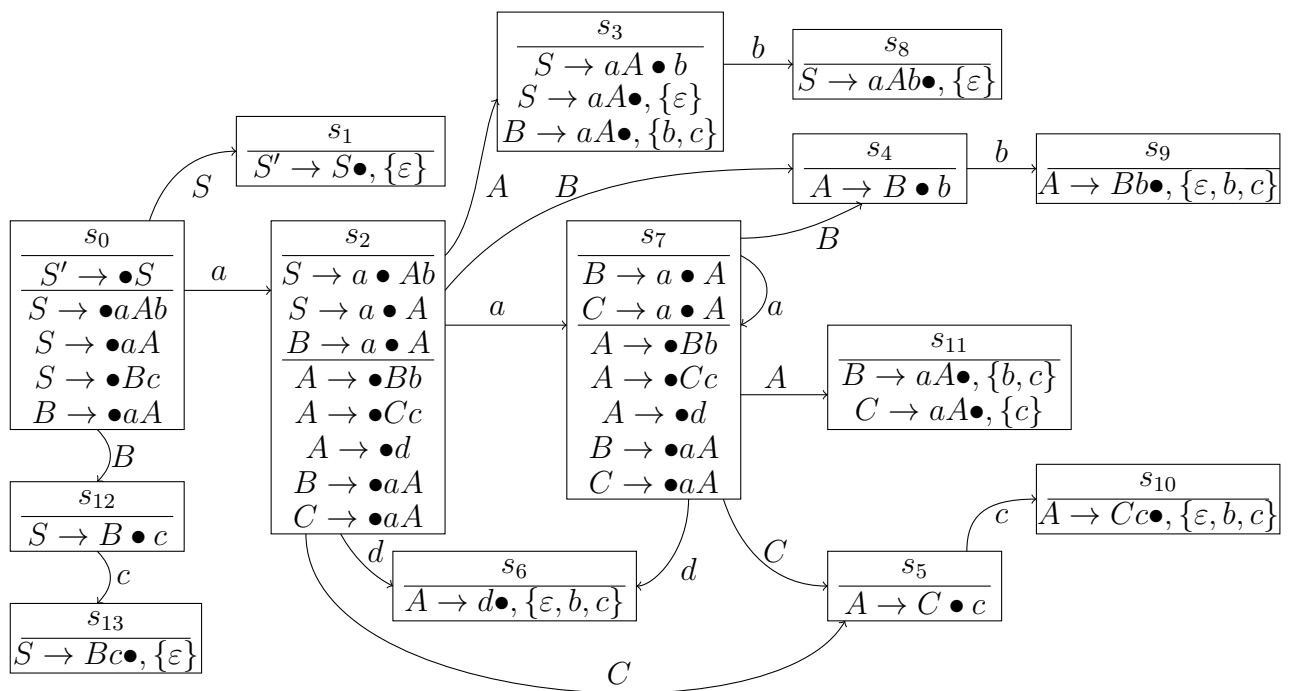 s₃
S → aA • b
S → aA•, {ε}
B → aA•, {b, c}
b
s₈
S → aAb•, {ε}
s₁
S′ → S•, {ε}
S
A
B
s₄
A → B • b
b
s₉
A → Bb•, {ε, b, c}
s₀
S′ → •S
S → •aAb
S → •aA
S → •Bc
B → •aA
a
s₂
S → a • Ab
S → a • A
B → a • A
A → •Bb
A → •Cc
A → •d
B → •aA
C → •aA
a
s₇
B → a • A
C → a • A
A → •Bb
A → •Cc
A → •d
B → •aA
C → •aA
B
a
A
s₁₁
B → aA•, {b, c}
C → aA•, {c}
B
s₁₂
S → B • c
c
s₁₃
S → Bc•, {ε}
d
s₆
A → d•, {ε, b, c}
d
C
s₅
A → C • c
c
s₁₀
A → Cc•, {ε, b, c}
C